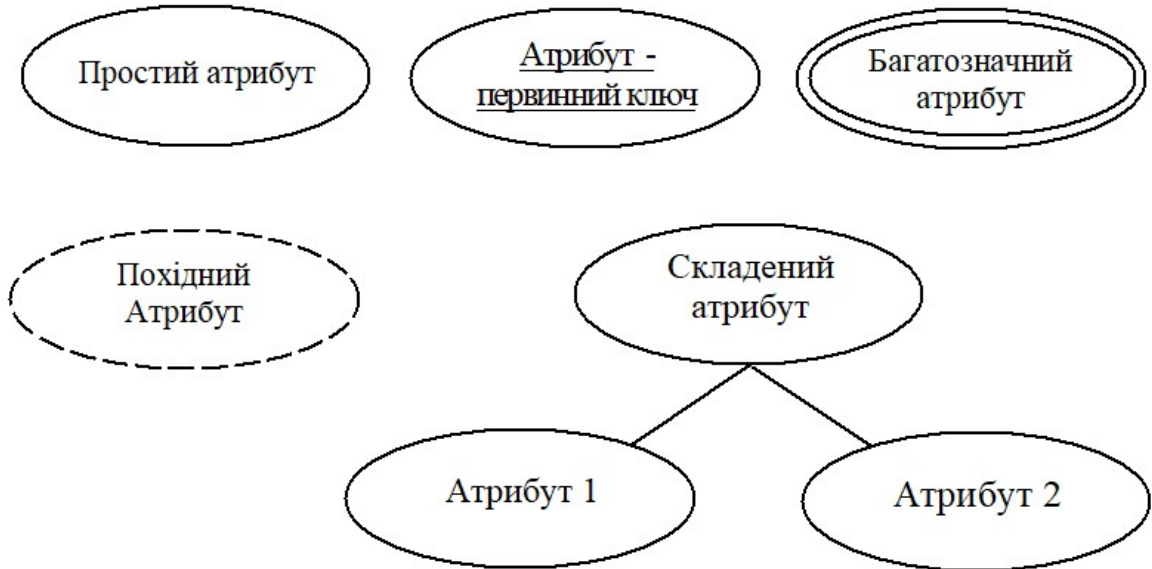 Простий атрибут
Атрибут -
первинний ключ
Багатозначний
атрибут
Похідний
Атрибут
Складений
атрибут
Атрибут 1
Атрибут 2